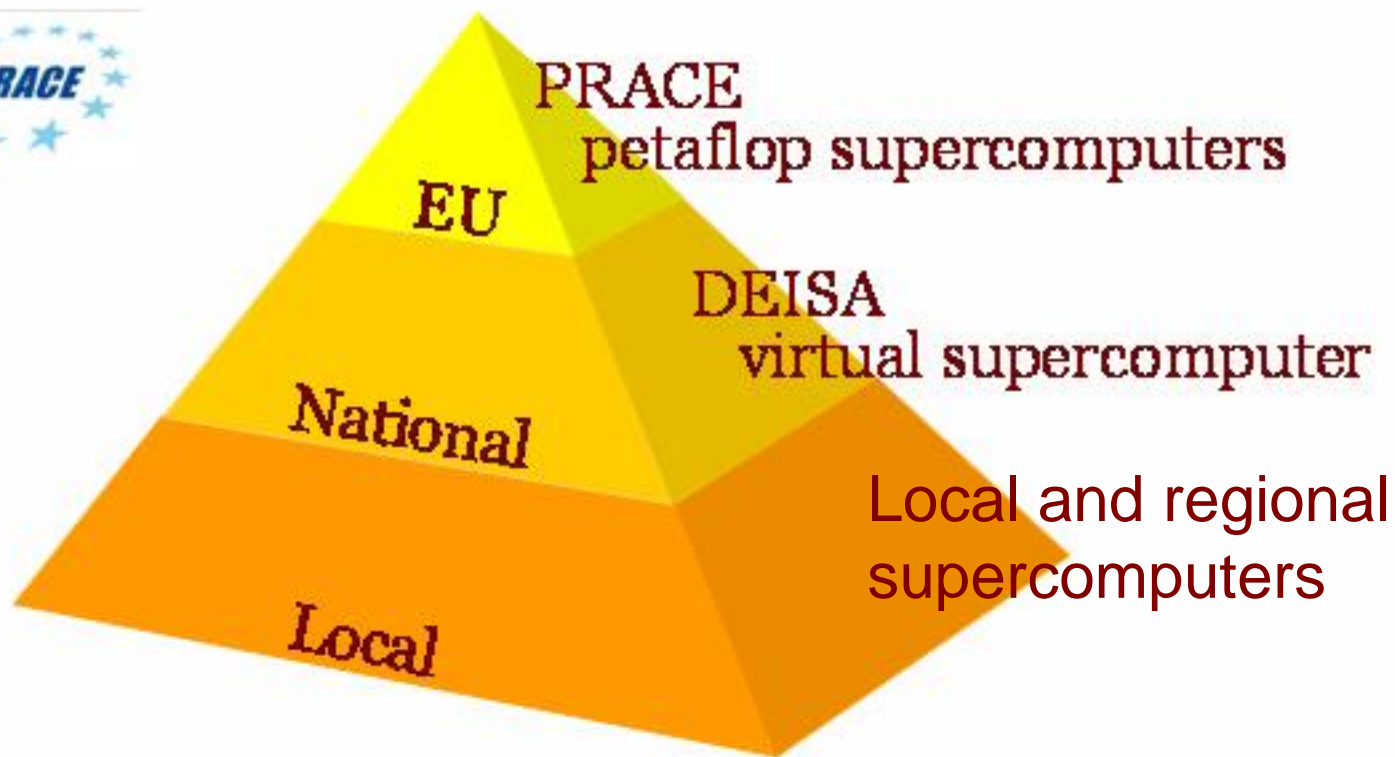 RACE
PRACE
petaflop supercomputers
EU
DEISA
virtual supercomputer
National
Local and regional
supercomputers
Local